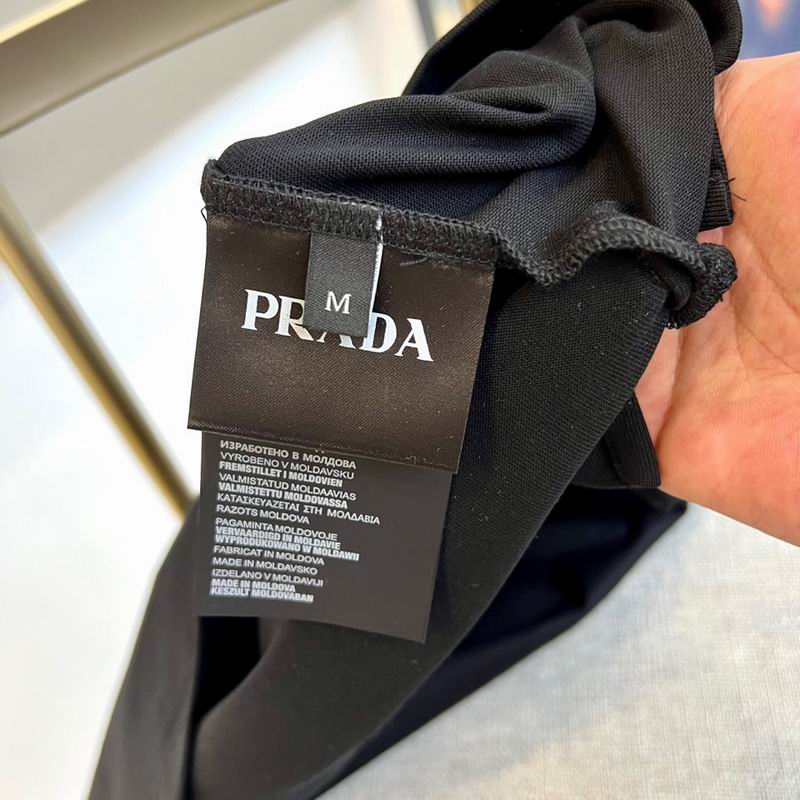 M
PRADA
ИЗРАБОТЕНО В МОЛДОВА
VYROBENO V MOLDAVSKU
FREMSTILLET I MOLDOVIEN
VALMISTATUD MOLDAAVIAS
VALMISTETTU MOLDOVASSA
ΚΑΤΑΣΚΕΥΑΖΕΤΑΙ ΣΤΗ ΜΟΛΔΑΒΙΑ
RAZOTS MOLDOVA
PAGAMINTA MOLDOVOJE
VERVAARDIGD IN MOLDAVIE
WYPRODUKOWANO W MOLDAWII
FABRICAT IN MOLDOVA
MADE IN MOLDAVSKO
IZDELANO V MOLDAVIJI
MADE IN MOLDOVA
KESZULT MOLDOVABAN